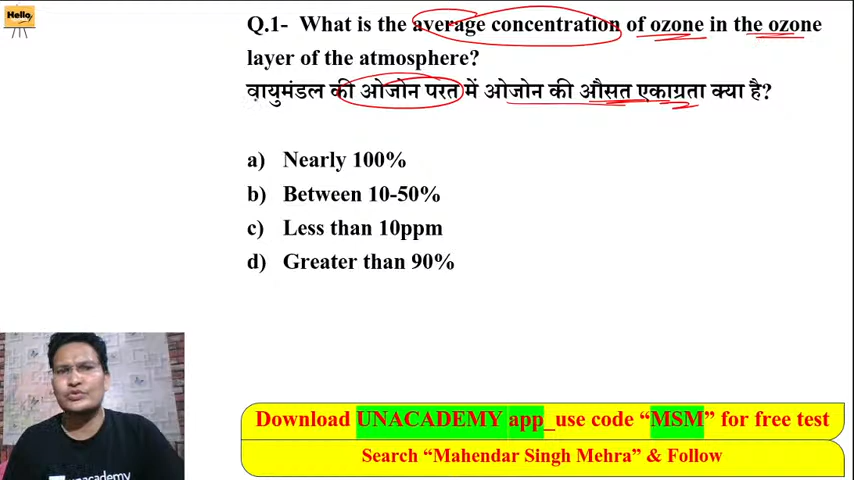 Hello,
Q.1- What is the average concentration of ozone in the ozone
layer of the atmosphere?
वायुमंडल की ओजोन परत में ओजोन की औसत एकाग्रता क्या है?
a) Nearly 100%
b) Between 10-50%
c) Less than 10ppm
d) Greater than 90%
unacademy
Download UNACADEMY app_use code “MSM” for free test
Search “Mahendar Singh Mehra” & Follow